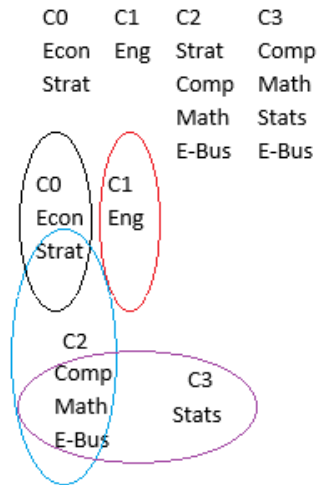 C0 C1 C2 C3
Econ Eng Strat Comp
Strat Comp Math
Math Stats
E-Bus E-Bus
C0 C1
Econ Eng
Strat
C2
Comp C3
Math Stats
E-Bus